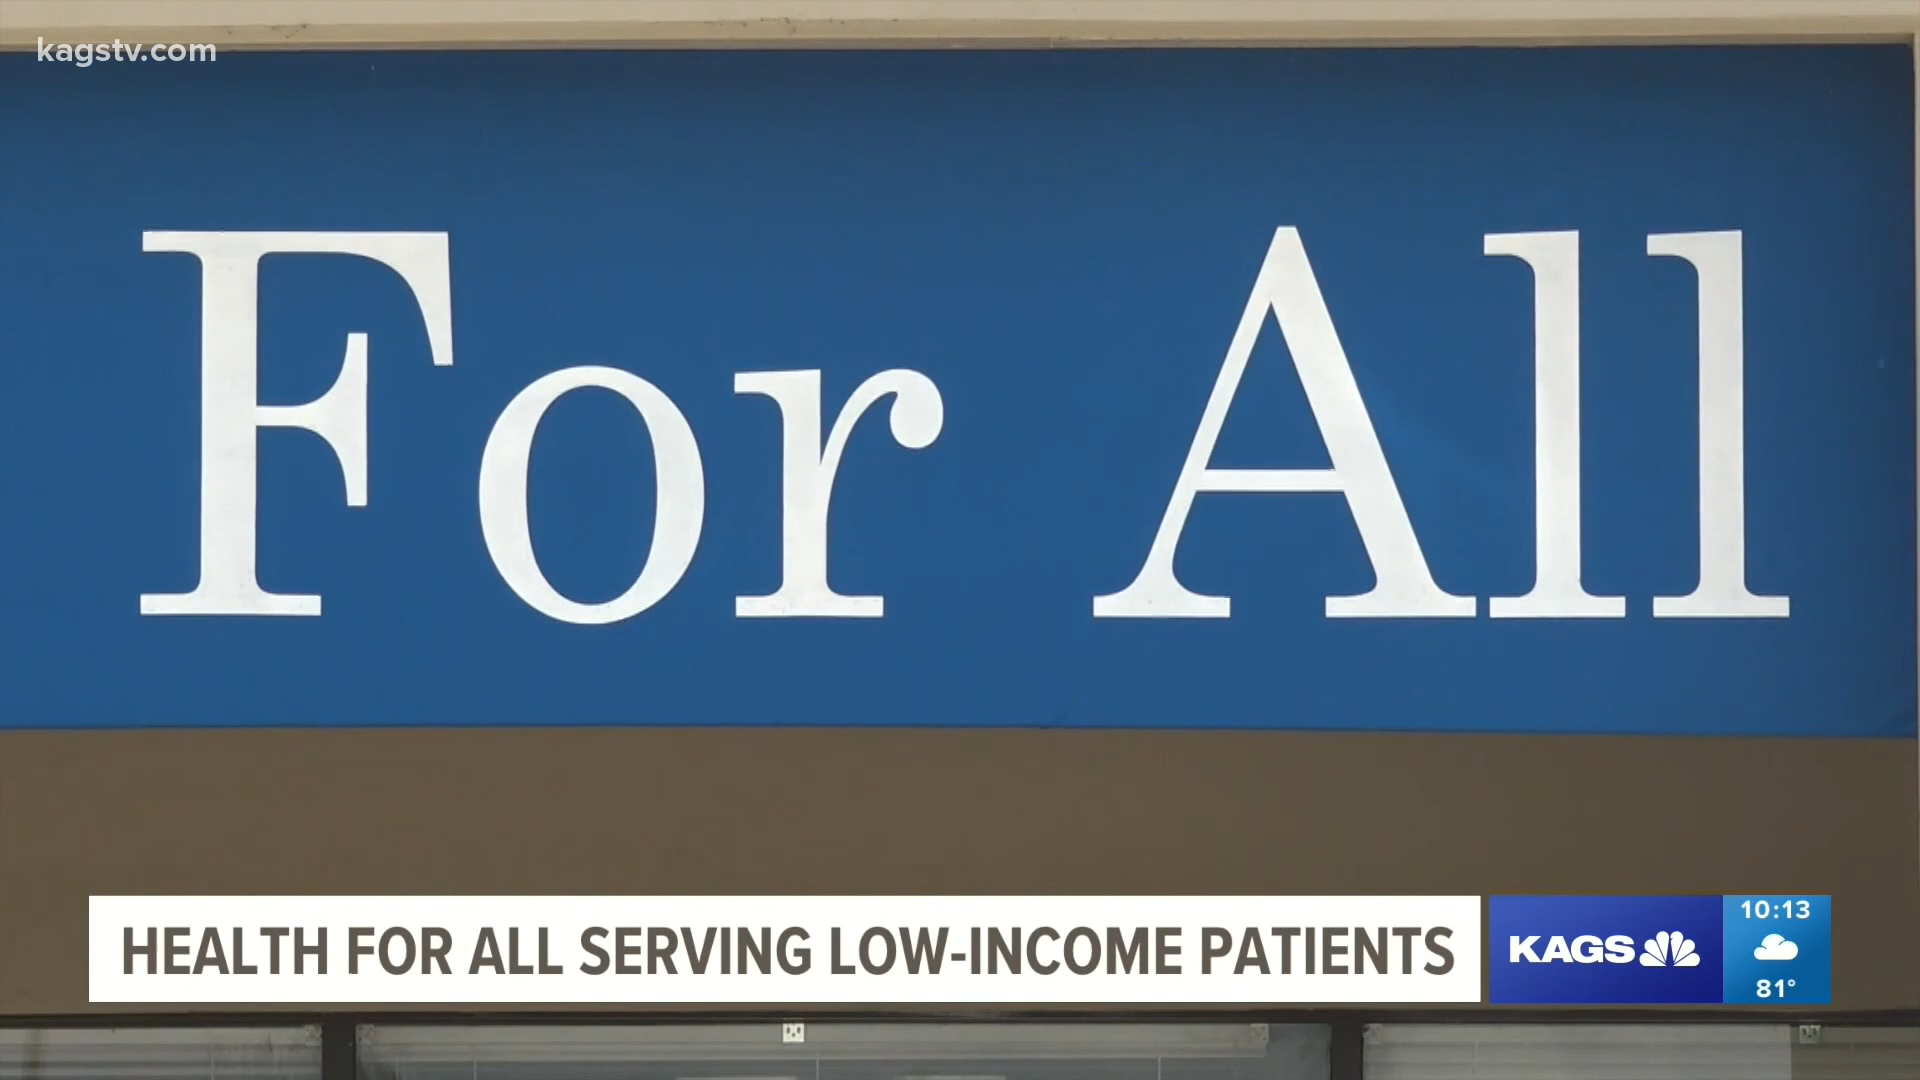 kagstv.com
For All
HEALTH FOR ALL SERVING LOW-INCOME PATIENTS
KAGS
10:13
81°